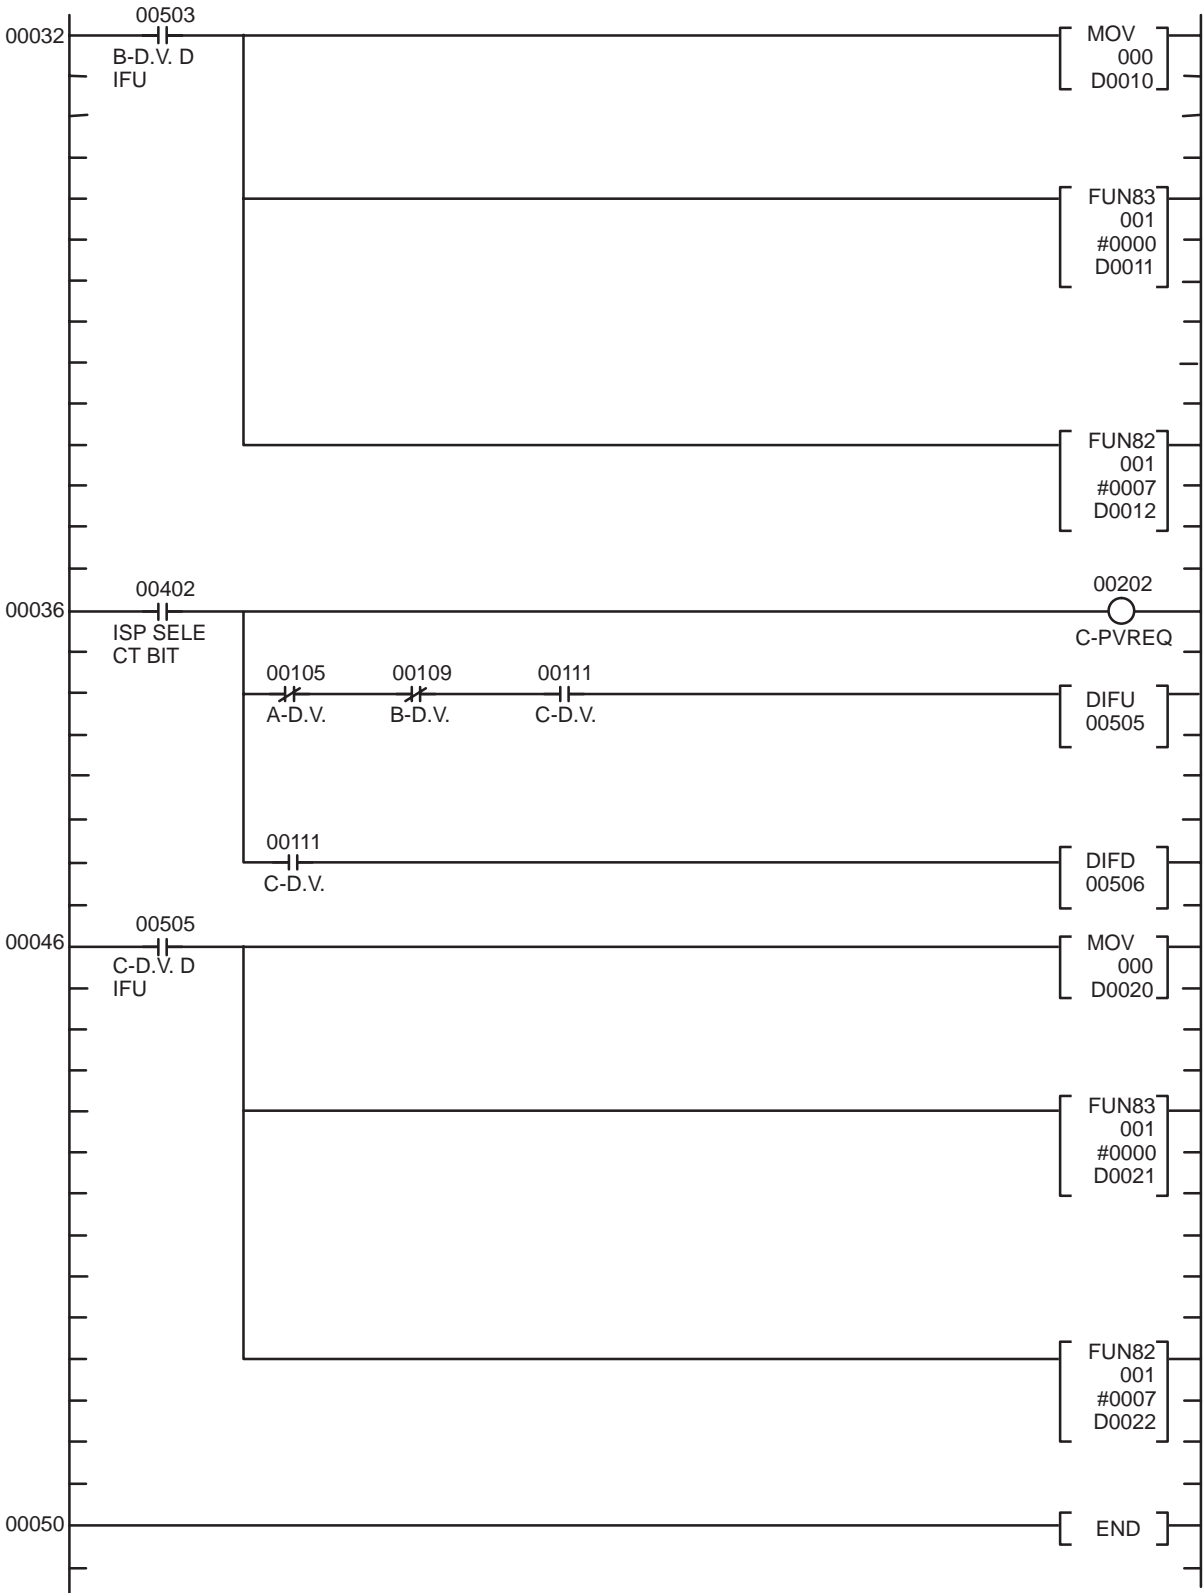 00503
00032
B-D.V. D
IFU
MOV
000
D0010
FUN83
001
#0000
D0011
FUN82
001
#0007
D0012
00402
00202
00036
ISP SELE
CT BIT
C-PVREQ
00105 00109 00111
A-D.V. B-D.V. C-D.V.
DIFU
00505
00111
C-D.V.
DIFD
00506
00505
00046
C-D.V. D
IFU
MOV
000
D0020
FUN83
001
#0000
D0021
FUN82
001
#0007
D0022
00050
END